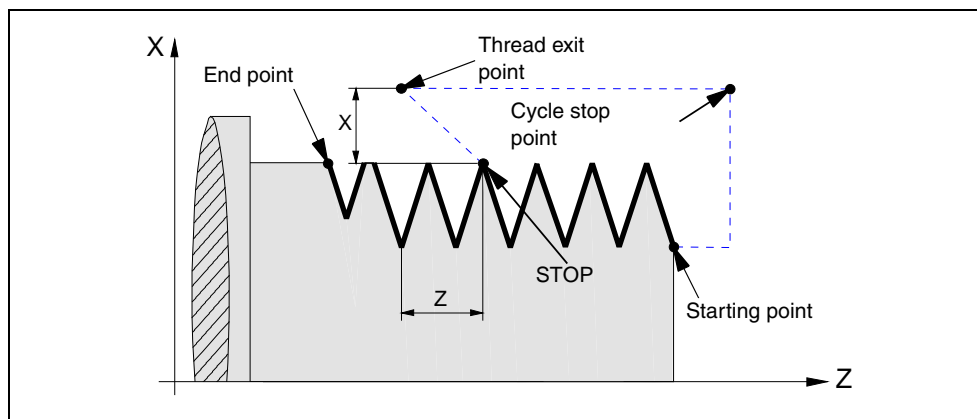 X
Thread exit
point
End point
Cycle stop
point
X
STOP
Z
Starting point
Z